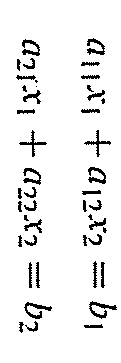 a₁₁x₁ + a₁₂x₂ = b₁
a₂₁x₁ + a₂₂x₂ = b₂